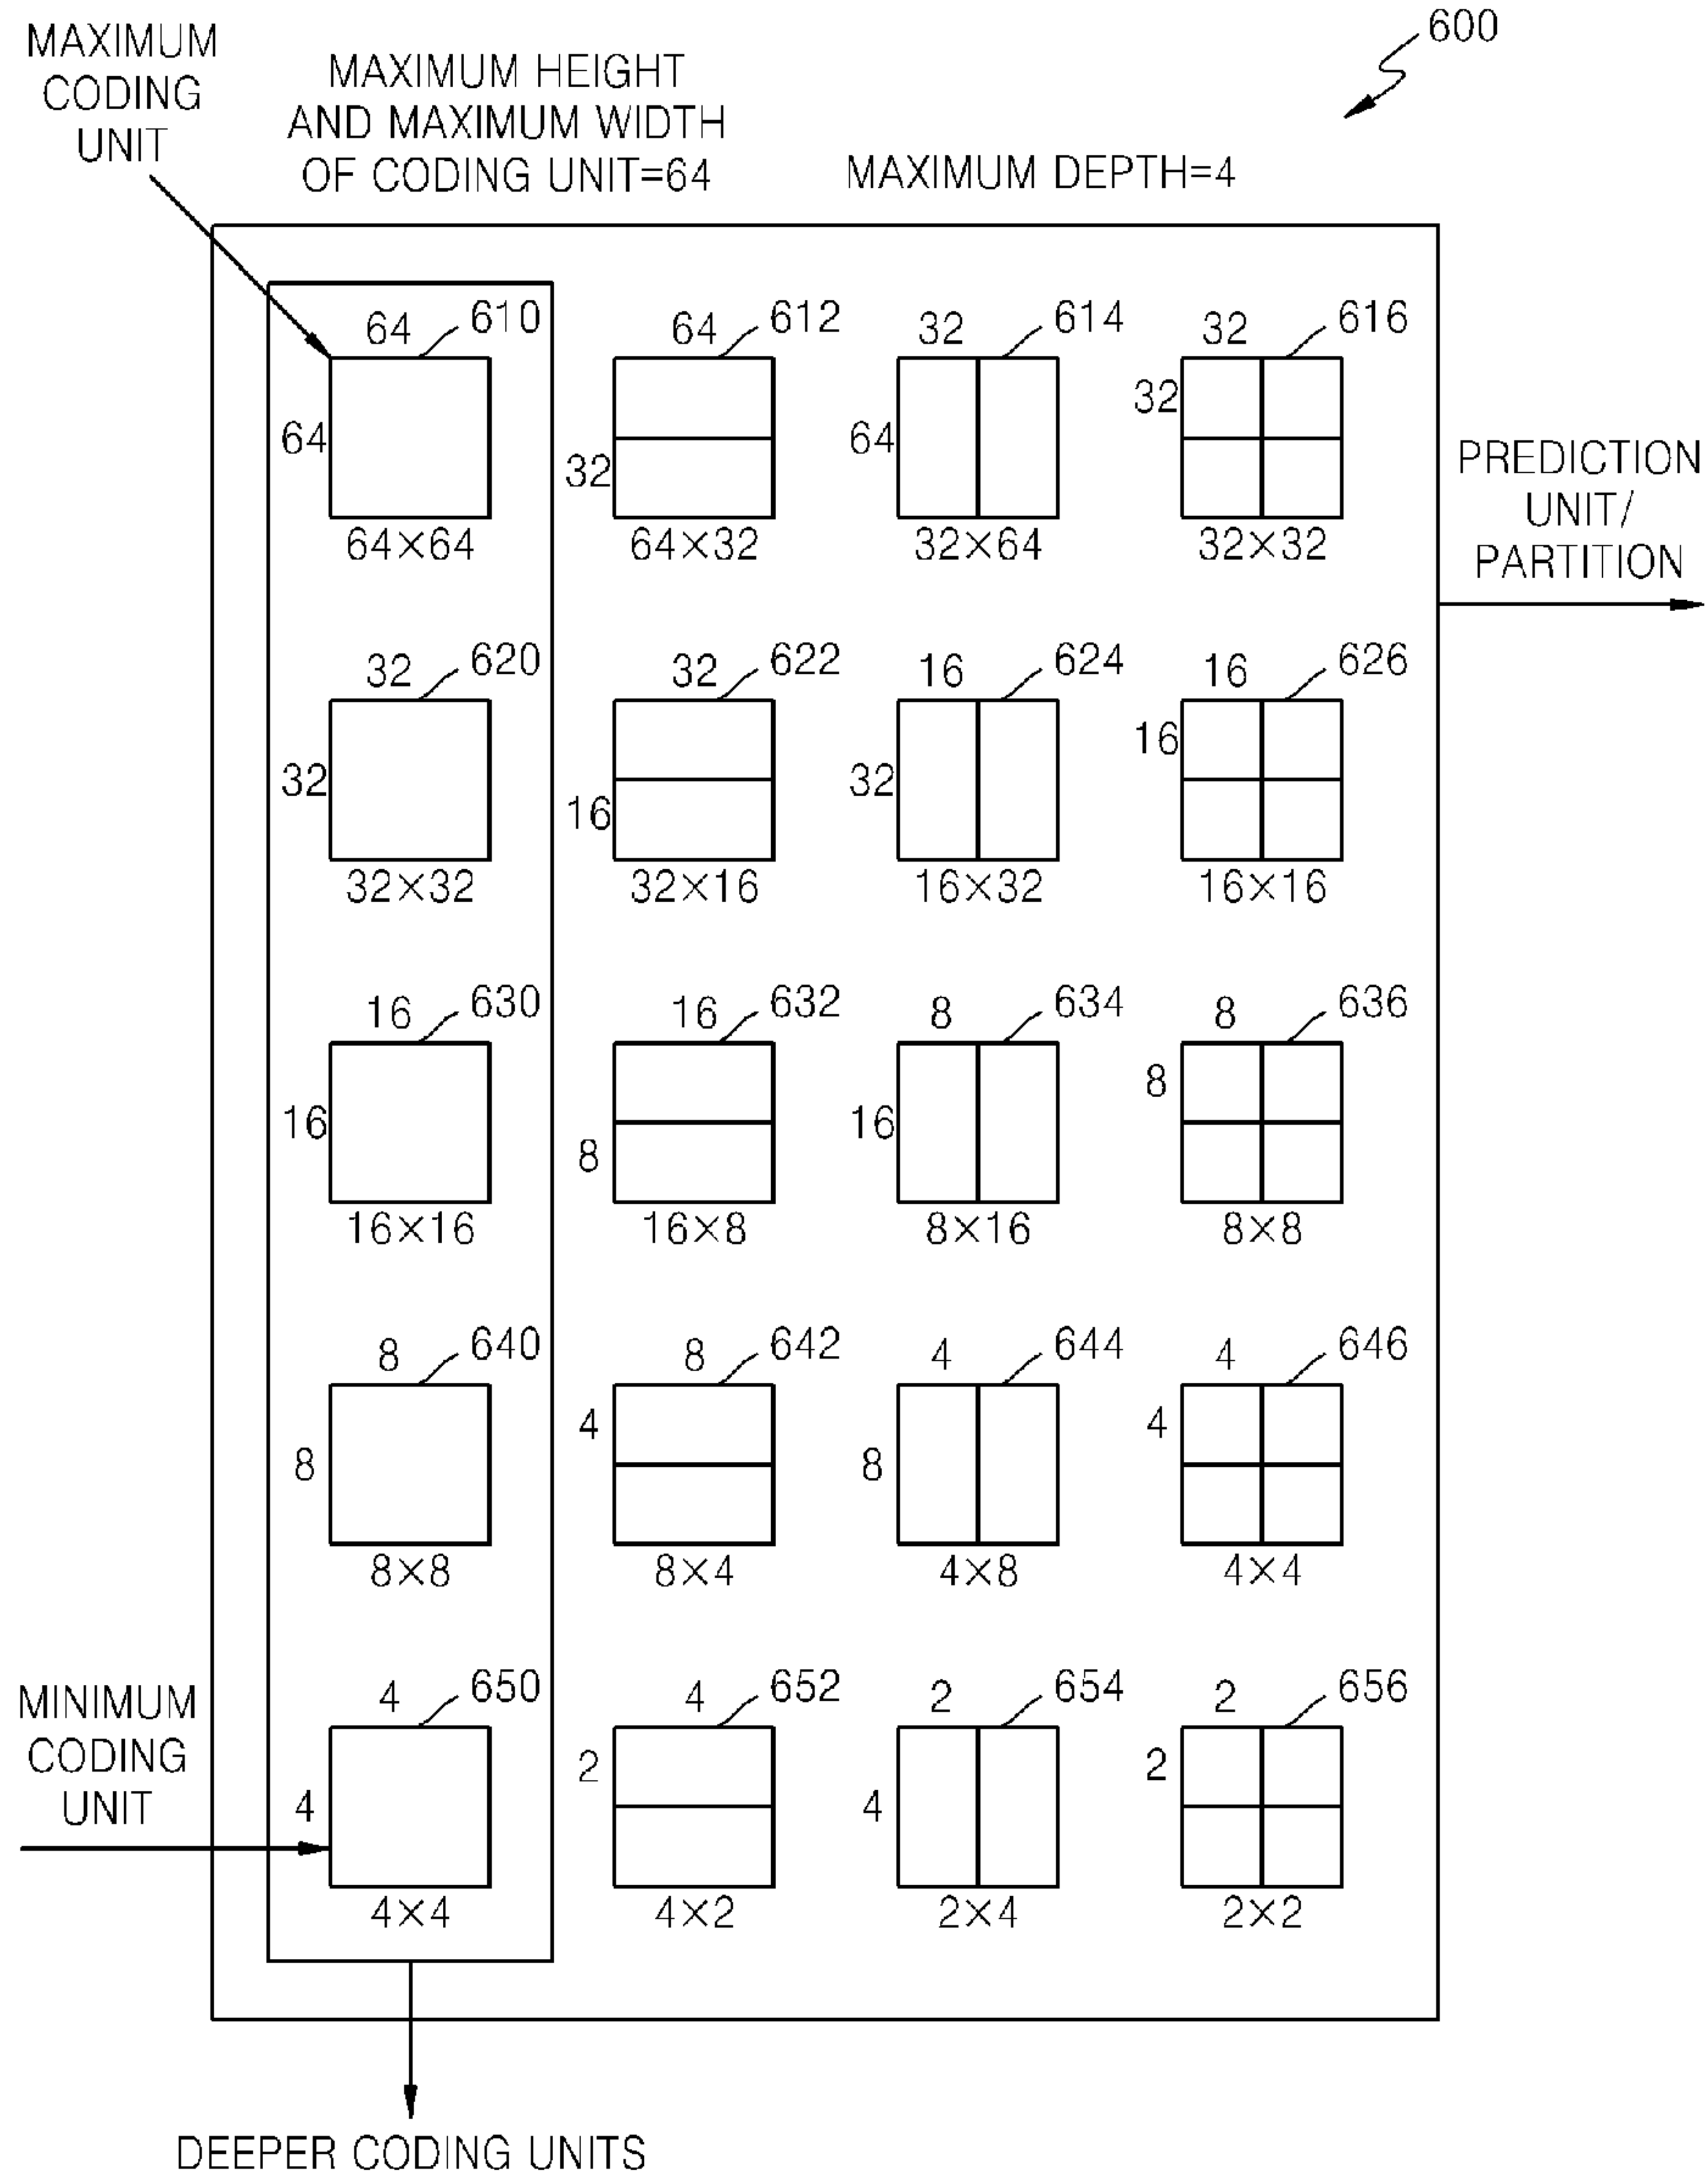 600
MAXIMUM
CODING
UNIT
MAXIMUM HEIGHT
AND MAXIMUM WIDTH
OF CODING UNIT=64
MAXIMUM DEPTH=4
64 610 64 612 32 614 32 616
64 32 64 32
64×64 64×32 32×64 32×32
PREDICTION
UNIT/
PARTITION
32 620 32 622 16 624 16 626
32 16 32 16
32×32 32×16 16×32 16×16
16 630 16 632 8 634 8 636
16 8 16 8
16×16 16×8 8×16 8×8
8 640 8 642 4 644 4 646
8 4 8 4
8×8 8×4 4×8 4×4
MINIMUM
CODING
UNIT
4 650 4 652 2 654 2 656
4 2 4 2
4×4 4×2 2×4 2×2
DEEPER CODING UNITS